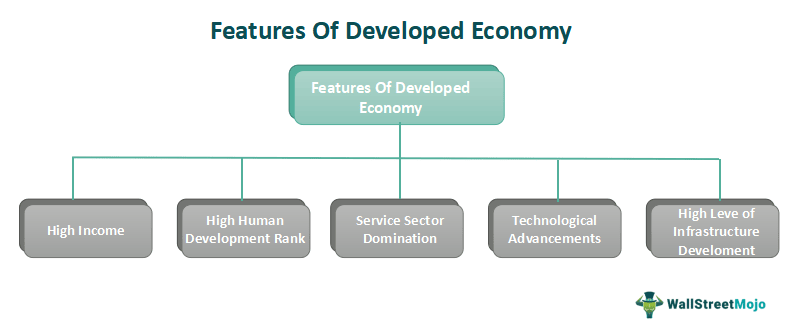 Features Of Developed Economy
Features Of Developed
Economy
High Income
High Human
Development Rank
Service Sector
Domination
Technological
Advancements
High Leve of
Infrastructure
Develoment
WallStreetMojo